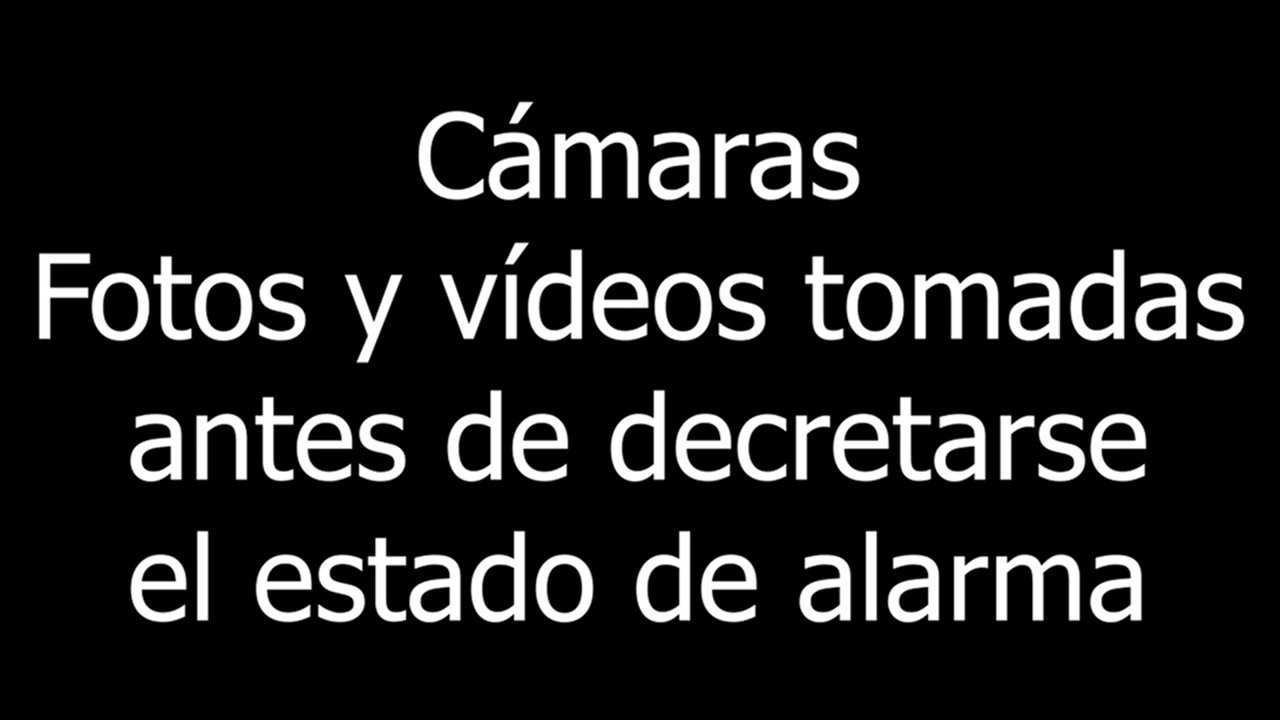 Cámaras
Fotos y vídeos tomadas
antes de decretarse
el estado de alarma